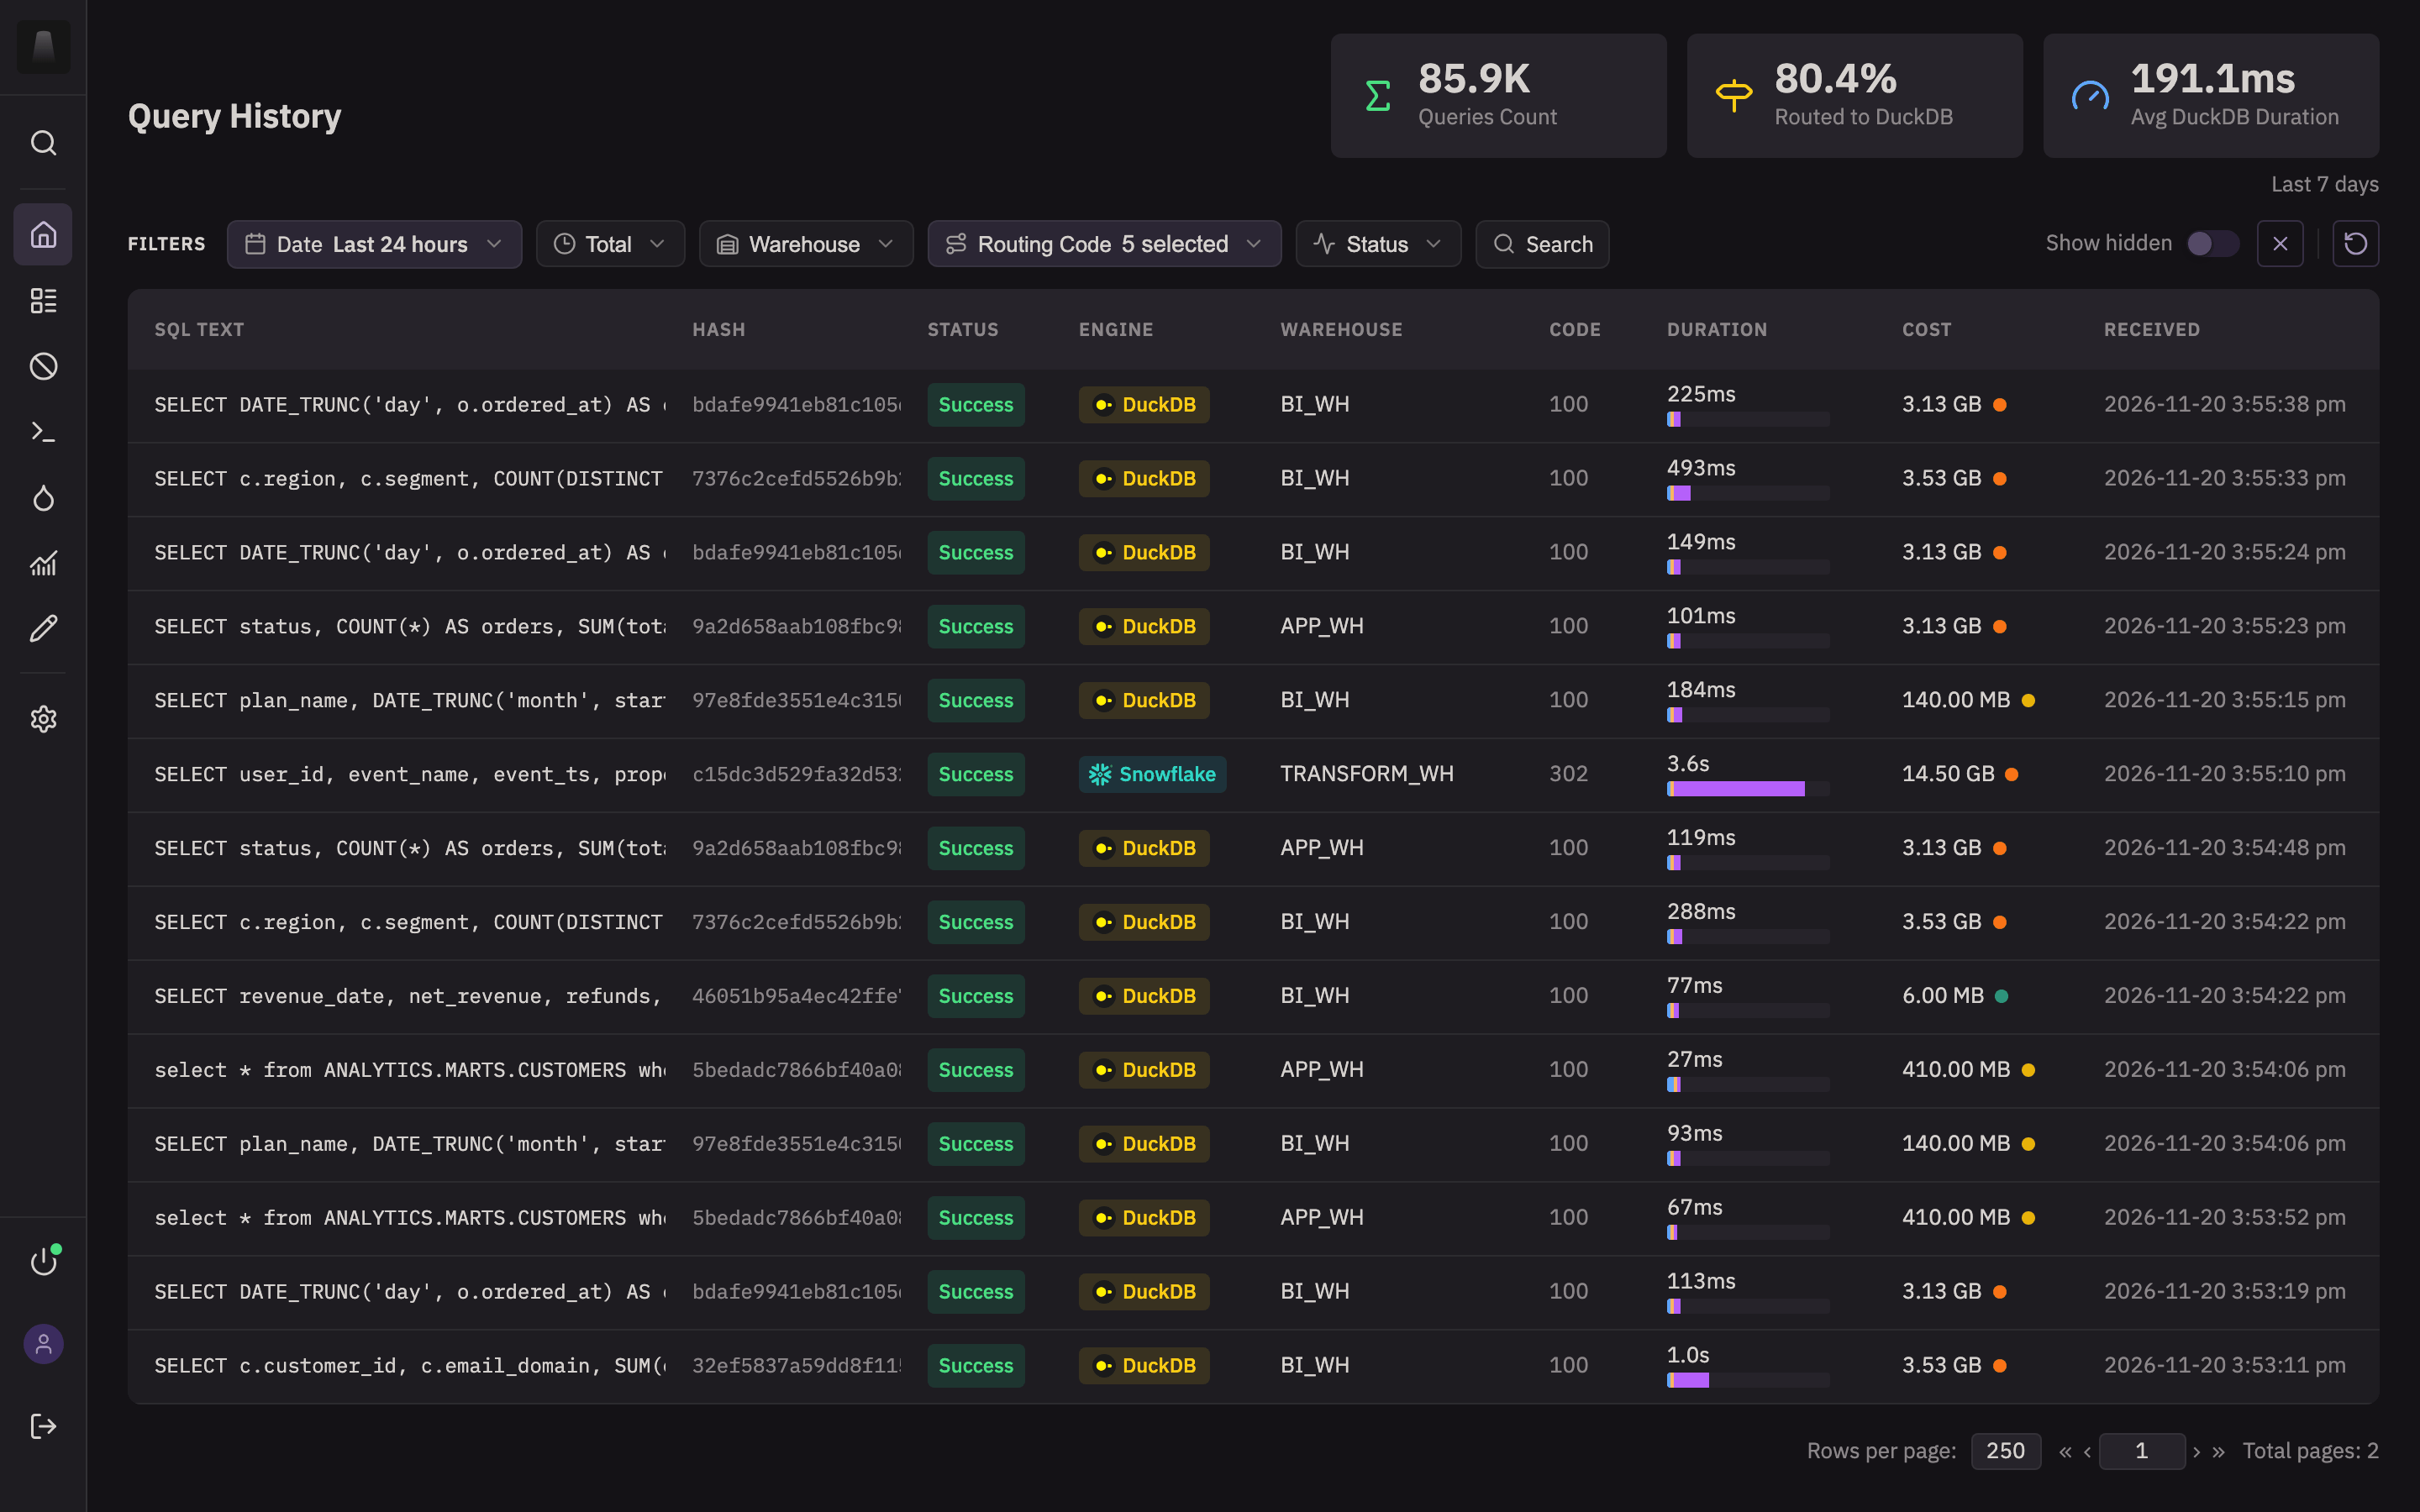 85.9K
Queries Count
80.4%
Routed to DuckDB
191.1ms
Avg DuckDB Duration
Query History
Last 7 days
FILTERS Date Last 24 hours Total Warehouse Routing Code 5 selected Status Search Show hidden
SQL TEXT HASH STATUS ENGINE WAREHOUSE CODE DURATION COST RECEIVED
SELECT DATE_TRUNC('day', o.ordered_at) AS bdafe9941eb81c105 Success DuckDB BI_WH 100 225ms 3.13 GB 2026-11-20 3:55:38 pm
SELECT c.region, c.segment, COUNT(DISTINCT 7376c2cefd5526b9b Success DuckDB BI_WH 100 493ms 3.53 GB 2026-11-20 3:55:33 pm
SELECT DATE_TRUNC('day', o.ordered_at) AS bdafe9941eb81c105 Success DuckDB BI_WH 100 149ms 3.13 GB 2026-11-20 3:55:24 pm
SELECT status, COUNT(*) AS orders, SUM(tot 9a2d658aab108fbc9 Success DuckDB APP_WH 100 101ms 3.13 GB 2026-11-20 3:55:23 pm
SELECT plan_name, DATE_TRUNC('month', star 97e8fde3551e4c315 Success DuckDB BI_WH 100 184ms 140.00 MB 2026-11-20 3:55:15 pm
SELECT user_id, event_name, event_ts, prop c15dc3d529fa32d53 Success Snowflake TRANSFORM_WH 302 3.6s 14.50 GB 2026-11-20 3:55:10 pm
SELECT status, COUNT(*) AS orders, SUM(tot 9a2d658aab108fbc9 Success DuckDB APP_WH 100 119ms 3.13 GB 2026-11-20 3:54:48 pm
SELECT c.region, c.segment, COUNT(DISTINCT 7376c2cefd5526b9b Success DuckDB BI_WH 100 288ms 3.53 GB 2026-11-20 3:54:22 pm
SELECT revenue_date, net_revenue, refunds, 46051b95a4ec42ffe Success DuckDB BI_WH 100 77ms 6.00 MB 2026-11-20 3:54:22 pm
select * from ANALYTICS.MARTS.CUSTOMERS wh 5bedadc7866bf40a0 Success DuckDB APP_WH 100 27ms 410.00 MB 2026-11-20 3:54:06 pm
SELECT plan_name, DATE_TRUNC('month', star 97e8fde3551e4c315 Success DuckDB BI_WH 100 93ms 140.00 MB 2026-11-20 3:54:06 pm
select * from ANALYTICS.MARTS.CUSTOMERS wh 5bedadc7866bf40a0 Success DuckDB APP_WH 100 67ms 410.00 MB 2026-11-20 3:53:52 pm
SELECT DATE_TRUNC('day', o.ordered_at) AS bdafe9941eb81c105 Success DuckDB BI_WH 100 113ms 3.13 GB 2026-11-20 3:53:19 pm
SELECT c.customer_id, c.email_domain, SUM( 32ef5837a59dd8f11 Success DuckDB BI_WH 100 1.0s 3.53 GB 2026-11-20 3:53:11 pm
Rows per page: 250 « ‹ 1 › » Total pages: 2